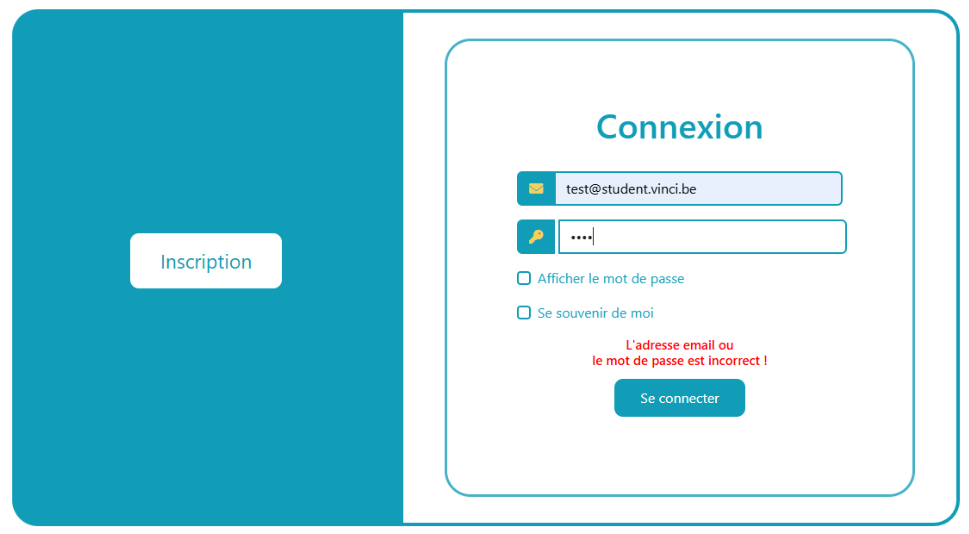 Inscription
Connexion
test@student.vinci.be
••••
Afficher le mot de passe
Se souvenir de moi
L'adresse email ou
le mot de passe est incorrect !
Se connecter